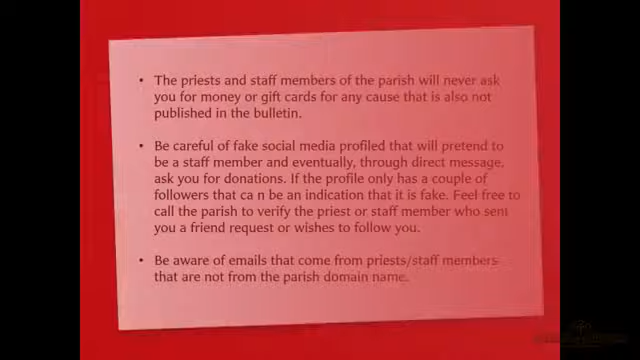 • The priests and staff members of the parish will never ask
you for money or gift cards for any cause that is also not
published in the bulletin.
• Be careful of fake social media profiled that will pretend to
be a staff member and eventually, through direct message,
ask you for donations. If the profile only has a couple of
followers that ca n be an indication that it is fake. Feel free to
call the parish to verify the priest or staff member who sent
you a friend request or wishes to follow you.
• Be aware of emails that come from priests/staff members
that are not from the parish domain name.